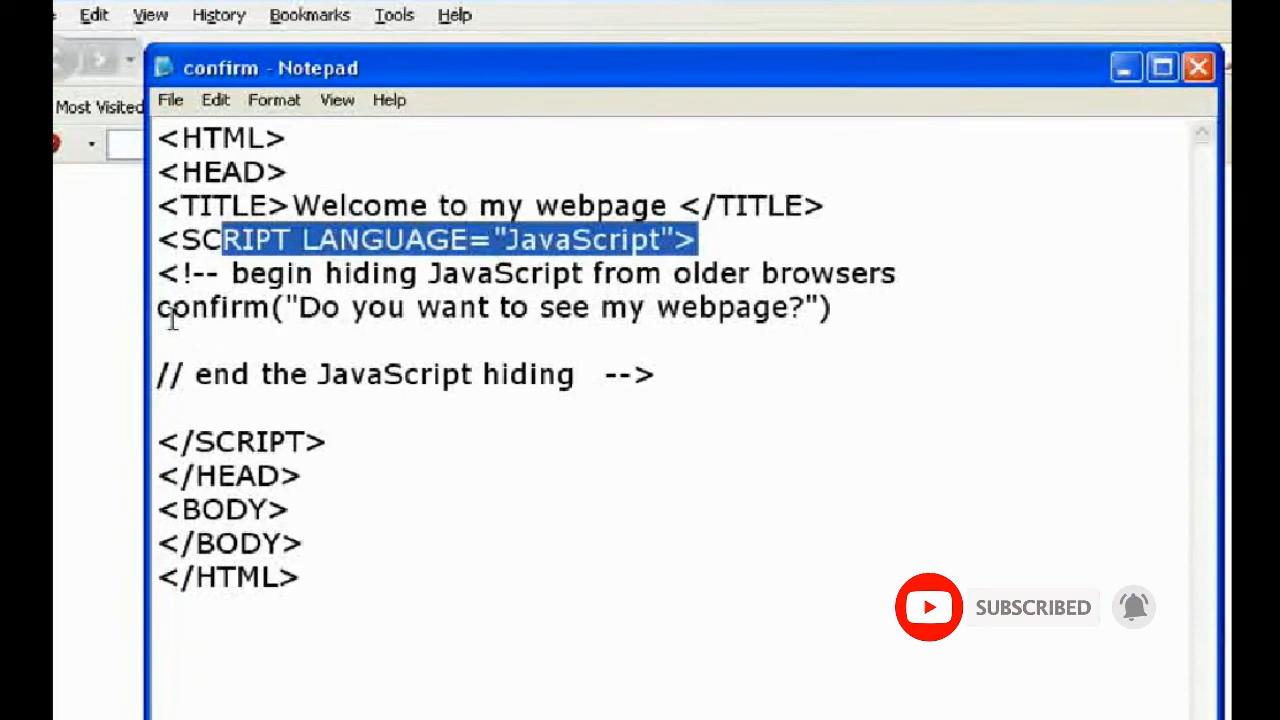 Edit View History Bookmarks Tools Help
confirm - Notepad
Most Visited
File Edit Format View Help
<HTML>
<HEAD>
<TITLE>Welcome to my webpage </TITLE>
<SCRIPT LANGUAGE="JavaScript">
<!-- begin hiding JavaScript from older browsers
confirm("Do you want to see my webpage?")
// end the JavaScript hiding -->
</SCRIPT>
</HEAD>
<BODY>
</BODY>
</HTML>
SUBSCRIBED